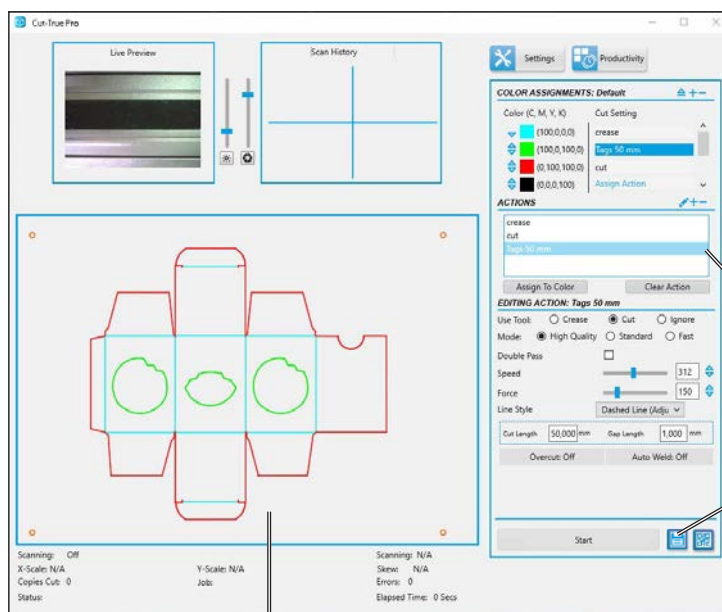 Cut-True Pro
Live Preview
Scan History
Settings
Productivity
COLOR ASSIGNMENTS: Default
Color (C, M, Y, K) Cut Setting
(100,0,0,0) crease
(100,0,100,0) Tags 50 mm
(0,100,100,0) cut
(0,0,0,100) Assign Action
ACTIONS
crease
cut
Tags 50 mm
Assign To Color Clear Action
EDITING ACTION: Tags 50 mm
Use Tool: Crease Cut Ignore
Mode: High Quality Standard Fast
Double Pass
Speed 312
Force 150
Line Style Dashed Line (Adju
Cut Length 50,000 mm Gap Length 1,000 mm
Overcut: Off Auto Weld: Off
Start
Scanning: Off Scanning: N/A
X-Scale: N/A Y-Scale: N/A Skew: N/A
Copies Cut: 0 Job: Errors: 0
Status: Elapsed Time: 0 Secs